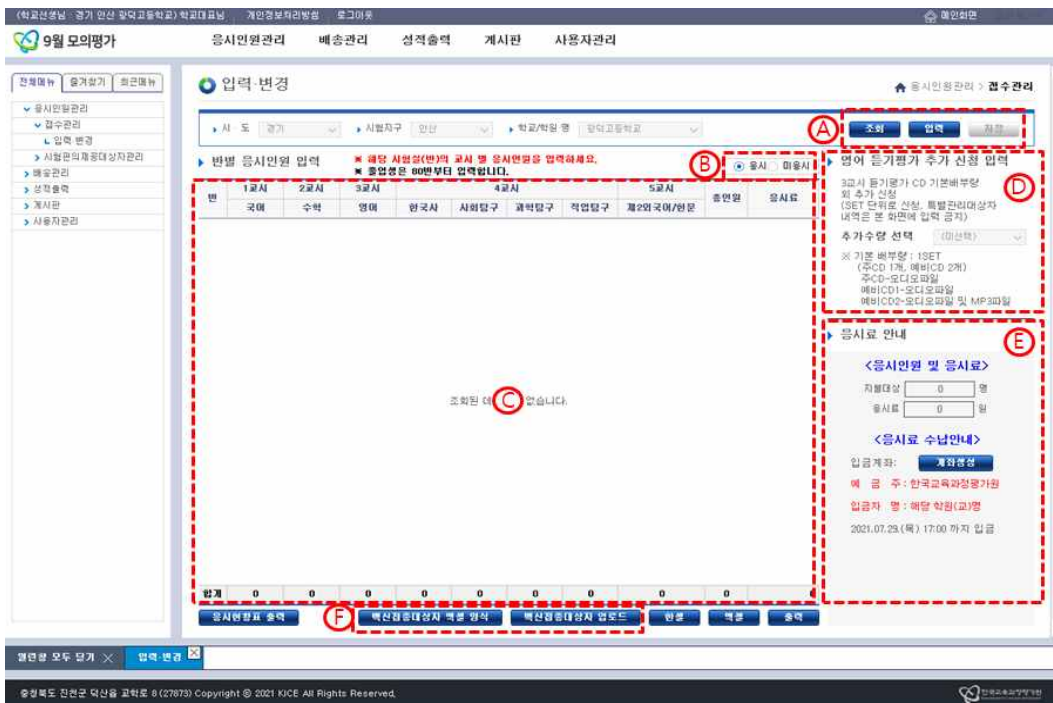 (학교선생님 : 경기 안산 광덕고등학교) 학교대표님 개인정보처리방침 로그아웃 메인화면
9월 모의평가 응시인원관리 배송관리 성적출력 게시판 사용자관리
전체메뉴 즐겨찾기 최근메뉴
응시인원관리
접수관리
입력·변경
시험편의제공대상자관리
배송관리
성적출력
게시판
사용자관리
입력·변경
응시인원관리 > 접수관리
시 · 도 경기 시험지구 안산 학교/학원 명 광덕고등학교
A 조회 입력 저장
반별 응시인원 입력
※ 해당 시험실(반)의 교시 별 응시인원을 입력하세요.
※ 졸업생은 80반부터 입력합니다.
B 응시 미응시
반 1교시 2교시 3교시 4교시 5교시 총인원 응시료
국어 수학 영어 한국사 사회탐구 과학탐구 직업탐구 제2외국어/한문
조회된 데 C 없습니다.
합계 0 0 0 0 0 0 0 0 0 0
영어 듣기평가 추가 신청 입력
D
3교시 듣기평가 CD 기본배부량
외 추가 신청
(SET 단위로 신청, 특별관리대상자
내역은 본 화면에 입력 금지)
추가수량 선택 (미선택)
※ 기본 배부량 : 1SET
(주CD 1개, 예비CD 2개)
주CD-오디오파일
예비CD1-오디오파일
예비CD2-오디오파일 및 MP3파일
응시료 안내
E
<응시인원 및 응시료>
지불대상 0 명
응시료 0 원
<응시료 수납안내>
입금계좌: 계좌생성
예 금 주 : 한국교육과정평가원
입금자 명 : 해당 학원(교)명
2021.07.29.(목) 17:00 까지 입금
응시현황표 출력 F 백신접종대상자 엑셀 양식 백신접종대상자 업로드 한셀 엑셀 출력
열린창 모두 닫기 입력·변경
충청북도 진천군 덕산읍 교학로 8 (27873) Copyright © 2021 KICE All Rights Reserved.
한국교육과정평가원